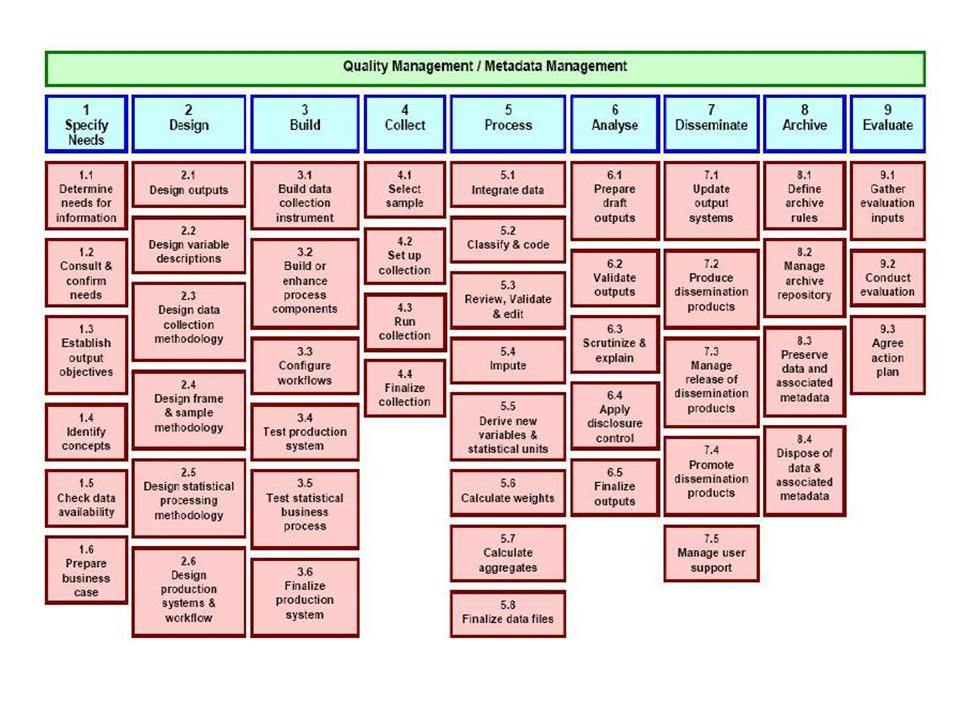 Quality Management / Metadata Management
1
Specify
Needs
2
Design
3
Build
4
Collect
5
Process
6
Analyse
7
Disseminate
8
Archive
9
Evaluate
1.1
Determine
needs for
information
1.2
Consult &
confirm
needs
1.3
Establish
output
objectives
1.4
Identify
concepts
1.5
Check data
availability
1.6
Prepare
business
case
2.1
Design outputs
2.2
Design variable
descriptions
2.3
Design data
collection
methodology
2.4
Design frame
& sample
methodology
2.5
Design statistical
processing
methodology
2.6
Design
production
systems &
workflow
3.1
Build data
collection
instrument
3.2
Build or
enhance
process
components
3.3
Configure
workflows
3.4
Test production
system
3.5
Test statistical
business
process
3.6
Finalize
production
system
4.1
Select
sample
4.2
Set up
collection
4.3
Run
collection
4.4
Finalize
collection
5.1
Integrate data
5.2
Classify & code
5.3
Review, Validate
& edit
5.4
Impute
5.5
Derive new
variables &
statistical units
5.6
Calculate weights
5.7
Calculate
aggregates
5.8
Finalize data files
6.1
Prepare
draft
outputs
6.2
Validate
outputs
6.3
Scrutinize &
explain
6.4
Apply
disclosure
control
6.5
Finalize
outputs
7.1
Update
output
systems
7.2
Produce
dissemination
products
7.3
Manage
release of
dissemination
products
7.4
Promote
dissemination
products
7.5
Manage user
support
8.1
Define
archive
rules
8.2
Manage
archive
repository
8.3
Preserve
data and
associated
metadata
8.4
Dispose of
data &
associated
metadata
9.1
Gather
evaluation
inputs
9.2
Conduct
evaluation
9.3
Agree
action
plan